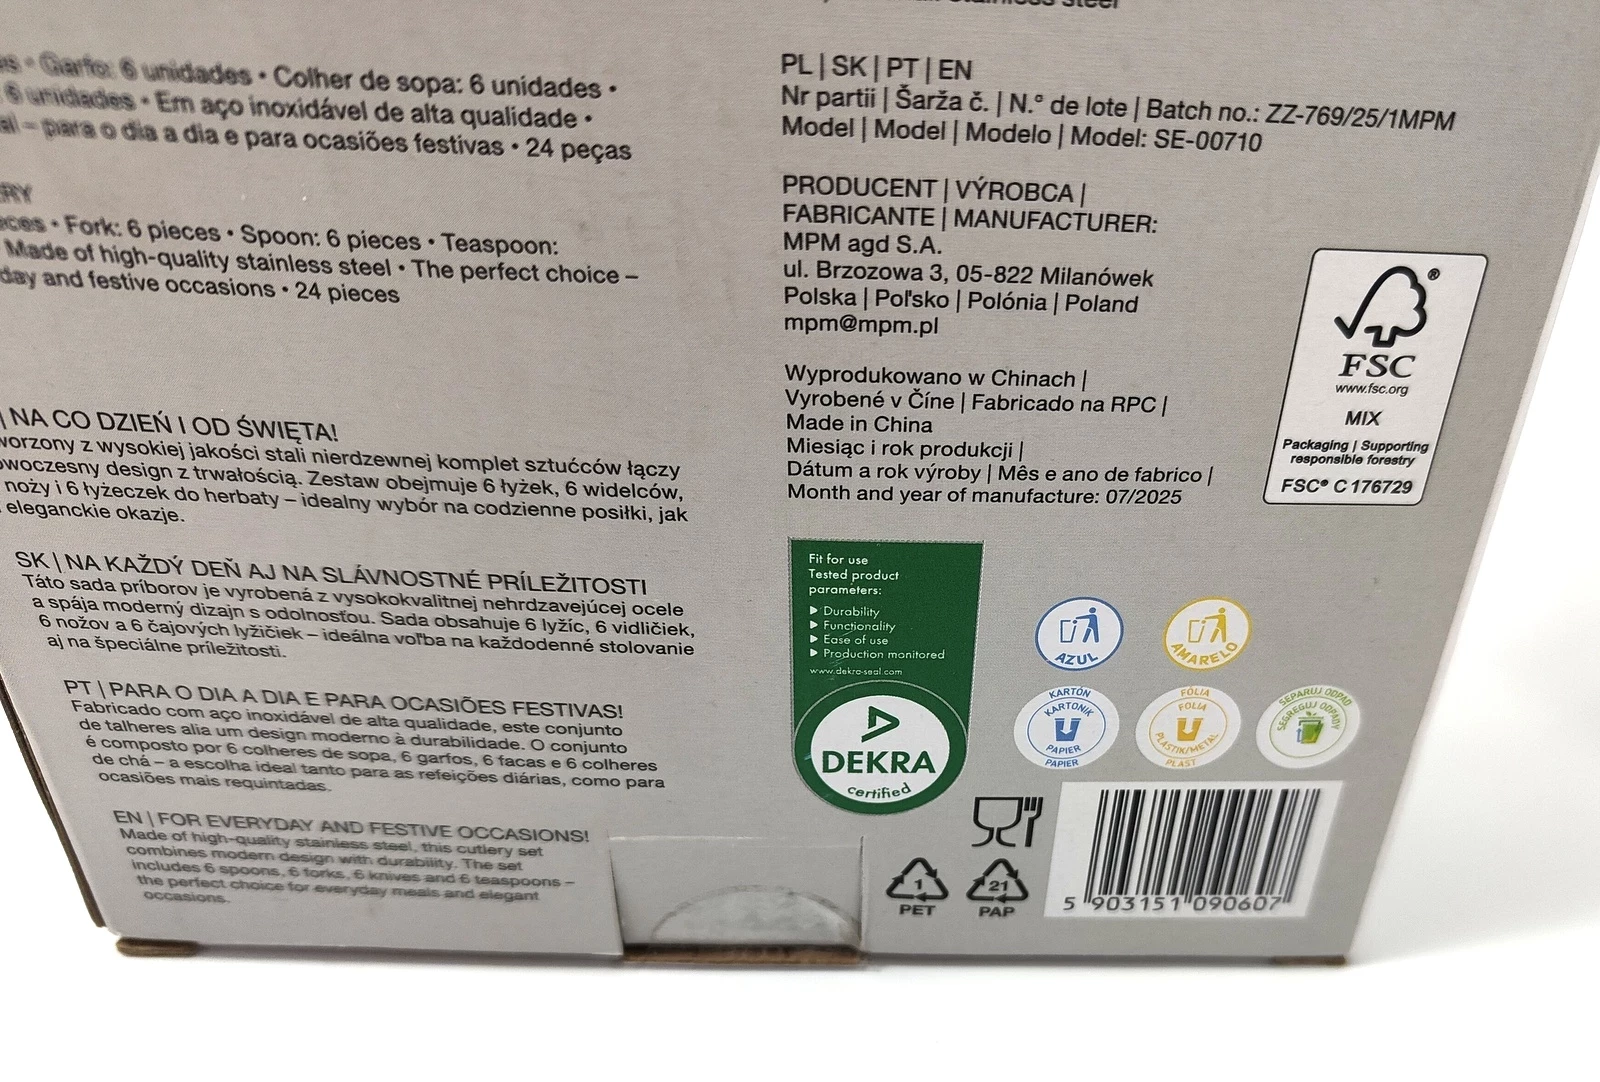 stainless steel
es • Garfo: 6 unidades • Colher de sopa: 6 unidades •
6 unidades • Em aço inoxidável de alta qualidade •
al – para o dia a dia e para ocasiões festivas • 24 peças
ERY
eces • Fork: 6 pieces • Spoon: 6 pieces • Teaspoon:
Made of high-quality stainless steel • The perfect choice –
day and festive occasions • 24 pieces
| NA CO DZIEŃ I OD ŚWIĘTA!
worzony z wysokiej jakości stali nierdzewnej komplet sztućców łączy
owoczesny design z trwałością. Zestaw obejmuje 6 łyżek, 6 widelców,
noży i 6 łyżeczek do herbaty – idealny wybór na codzienne posiłki, jak
eleganckie okazje.
SK | NA KAŽDÝ DEŇ AJ NA SLÁVNOSTNÉ PRÍLEŽITOSTI
Táto sada príborov je vyrobená z vysokokvalitnej nehrdzavejúcej ocele
a spája moderný dizajn s odolnosťou. Sada obsahuje 6 lyžíc, 6 vidličiek,
6 nožov a 6 čajových lyžičiek – ideálna voľba na každodenné stolovanie
aj na špeciálne príležitosti.
PT | PARA O DIA A DIA E PARA OCASIÕES FESTIVAS!
Fabricado com aço inoxidável de alta qualidade, este conjunto
de talheres alia um design moderno à durabilidade. O conjunto
é composto por 6 colheres de sopa, 6 garfos, 6 facas e 6 colheres
de chá – a escolha ideal tanto para as refeições diárias, como para
ocasiões mais requintadas.
EN | FOR EVERYDAY AND FESTIVE OCCASIONS!
Made of high-quality stainless steel, this cutlery set
combines modern design with durability. The set
includes 6 spoons, 6 forks, 6 knives and 6 teaspoons –
the perfect choice for everyday meals and elegant
occasions.
PL | SK | PT | EN
Nr partii | Šarža č. | N.° de lote | Batch no.: ZZ-769/25/1MPM
Model | Model | Modelo | Model: SE-00710
PRODUCENT | VÝROBCA |
FABRICANTE | MANUFACTURER:
MPM agd S.A.
ul. Brzozowa 3, 05-822 Milanówek
Polska | Poľsko | Polónia | Poland
mpm@mpm.pl
Wyprodukowano w Chinach |
Vyrobené v Číne | Fabricado na RPC |
Made in China
Miesiąc i rok produkcji |
Dátum a rok výroby | Mês e ano de fabrico |
Month and year of manufacture: 07/2025
®
FSC
www.fsc.org
MIX
Packaging | Supporting
responsible forestry
FSC® C176729
Fit for use
Tested product
parameters:
Durability
Functionality
Ease of use
Production monitored
www.dekra-seal.com
DEKRA
certified
AZUL
AMARELO
KARTÓN
KARTONIK
PAPIER
PAPIER
FÓLIA
FOLIA
PLASTIK/METAL
PLAST
SEPARUJ ODPAD
SEGREGUJ ODPADY
1
PET
21
PAP
5 903151 090607